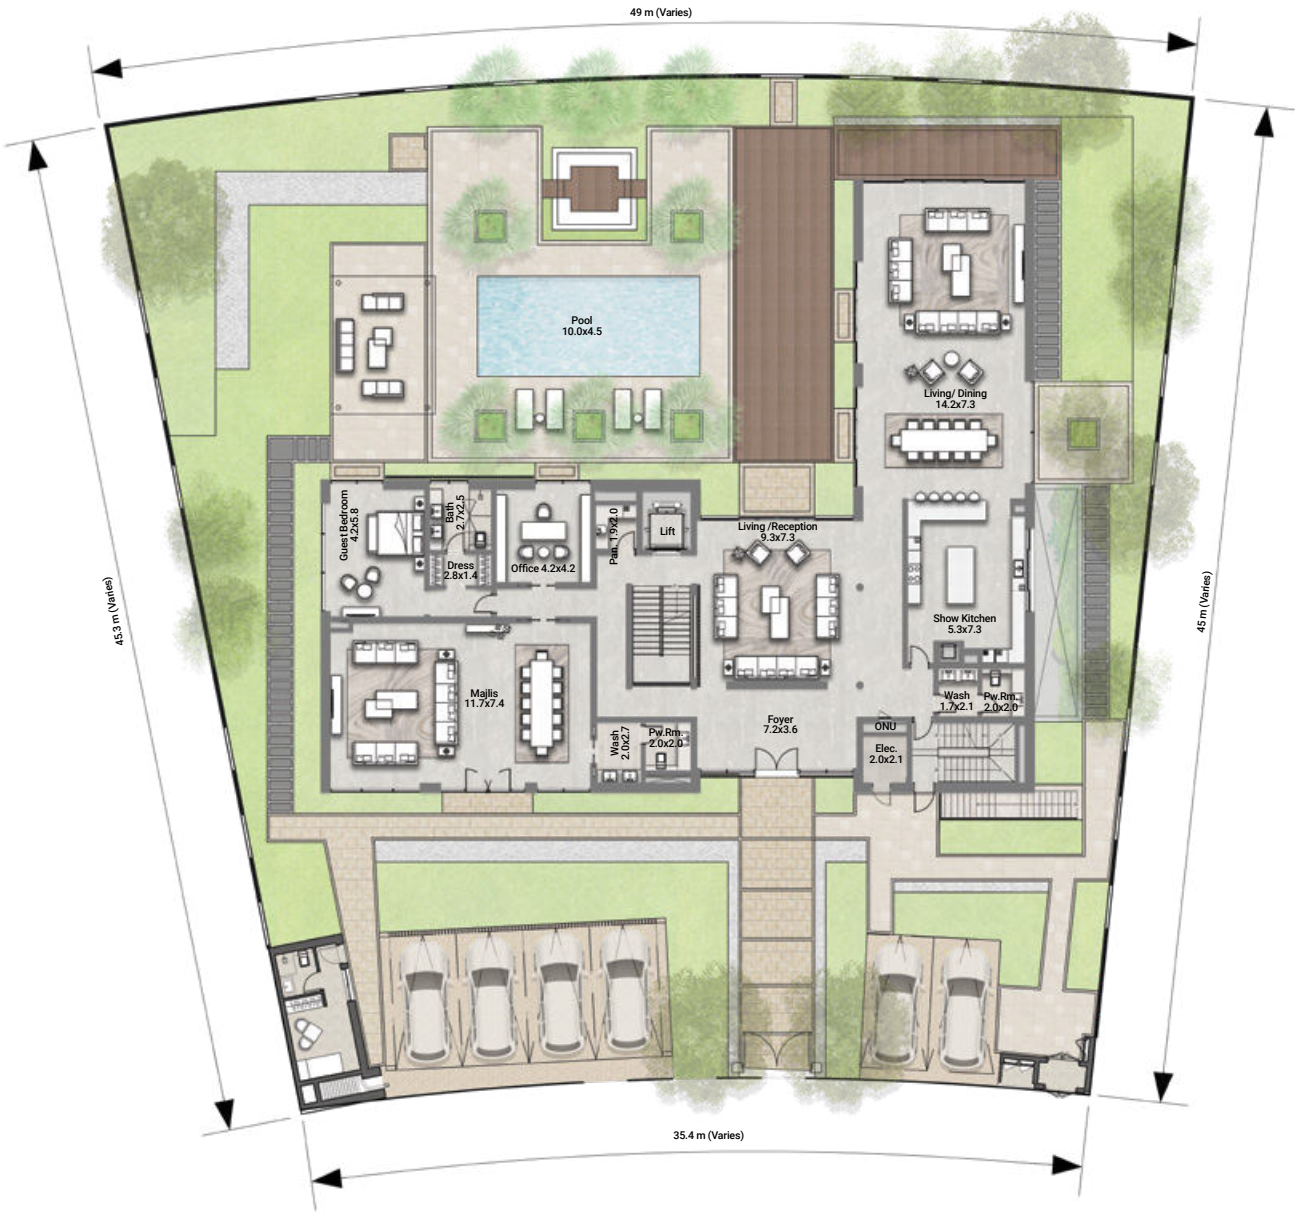 49 m (Varies)
Pool
10.0x4.5
Living/ Dining
14.2x7.3
Guest Bedroom
4.2x5.8
Bath
2.7x2.5
Dress
2.8x1.4
Office 4.2x4.2
Pan. 1.9x2.0
Lift
Living /Reception
9.3x7.3
Show Kitchen
5.3x7.3
45.3 m (Varies)
45 m (Varies)
Majlis
11.7x7.4
Wash
2.0x2.7
Pw.Rm.
2.0x2.0
Foyer
7.2x3.6
Wash
1.7x2.1
Pw.Rm.
2.0x2.0
ONU
Elec.
2.0x2.1
35.4 m (Varies)